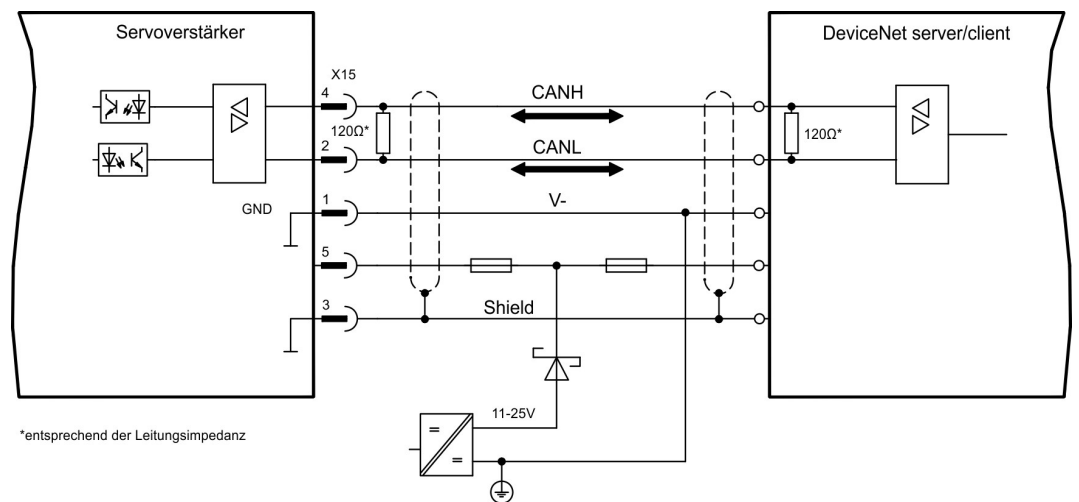 Servoverstärker
DeviceNet server/client
X15
4
CANH
120Ω*
120Ω*
2
CANL
1
GND
V-
5
3
Shield
11-25V
=
=
*entsprechend der Leitungsimpedanz